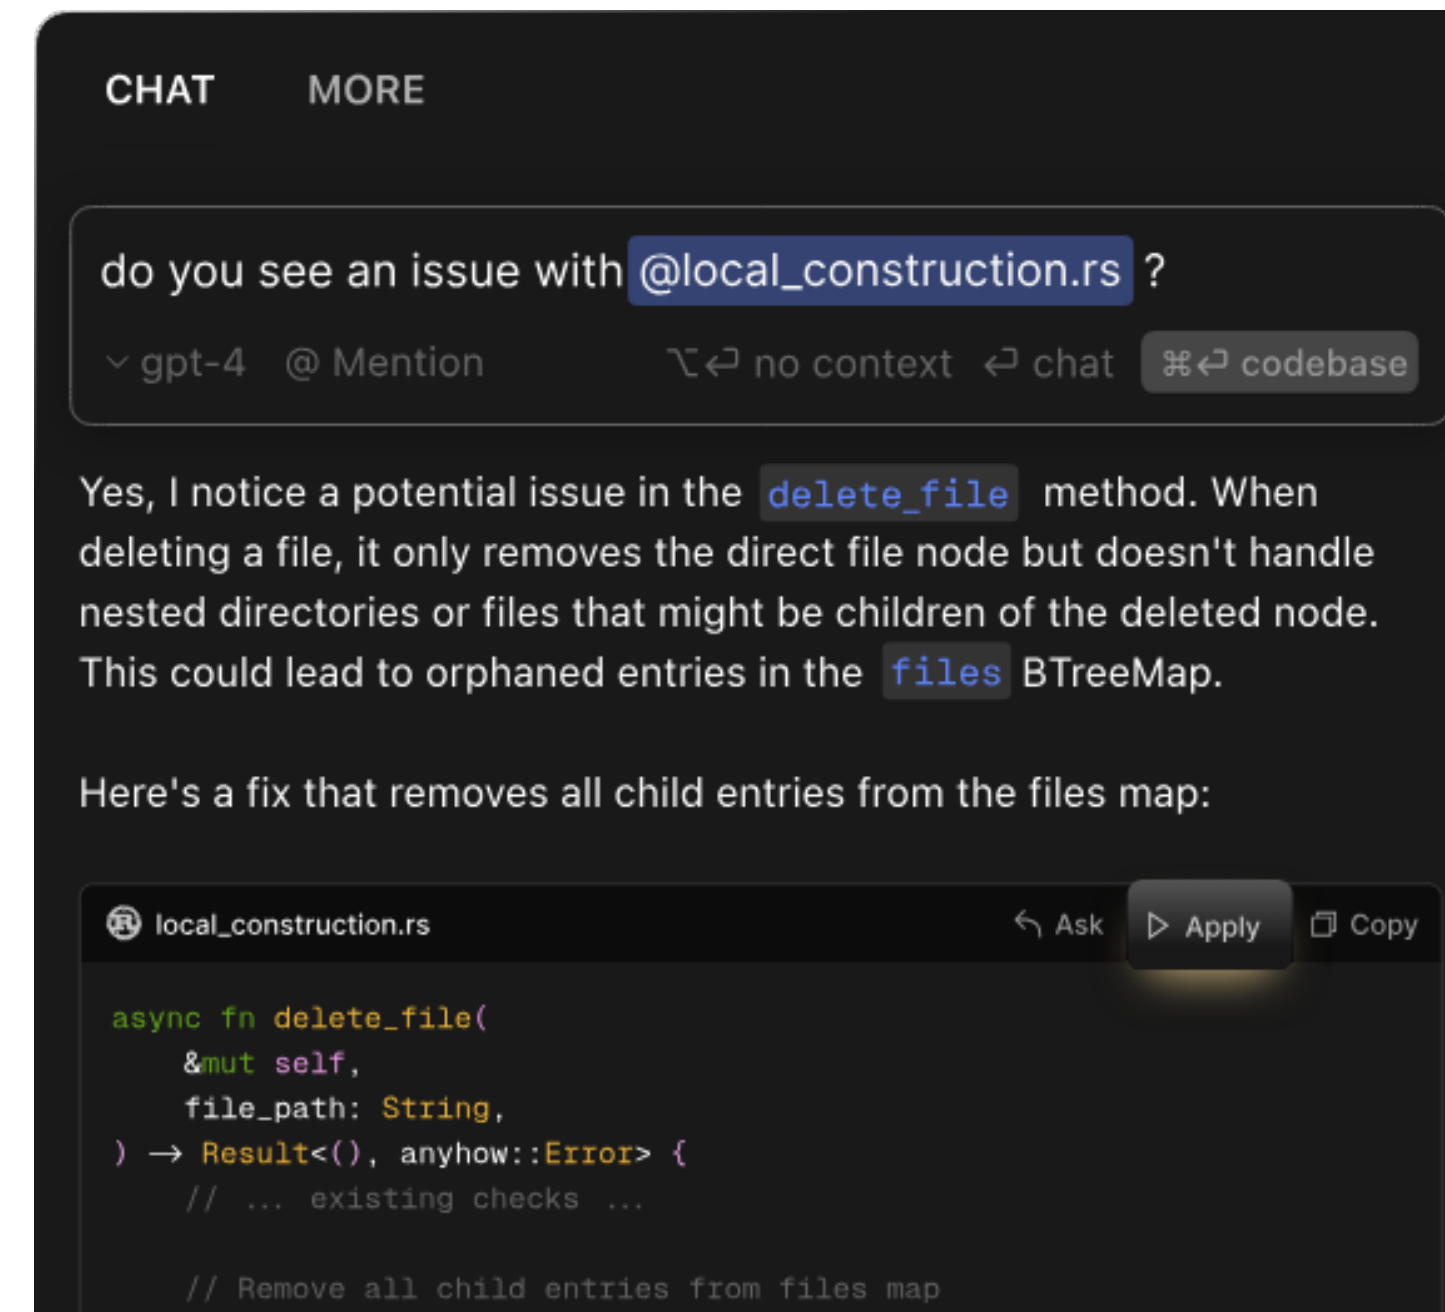 CHAT MORE
do you see an issue with @local_construction.rs ?
gpt-4 @ Mention ⌥⏎ no context ⏎ chat ⌘⏎ codebase
Yes, I notice a potential issue in the delete_file method. When
deleting a file, it only removes the direct file node but doesn't handle
nested directories or files that might be children of the deleted node.
This could lead to orphaned entries in the files BTreeMap.
Here's a fix that removes all child entries from the files map:
local_construction.rs Ask Apply Copy
async fn delete_file(
&mut self,
file_path: String,
) → Result<(), anyhow::Error> {
// ... existing checks ...
// Remove all child entries from files map